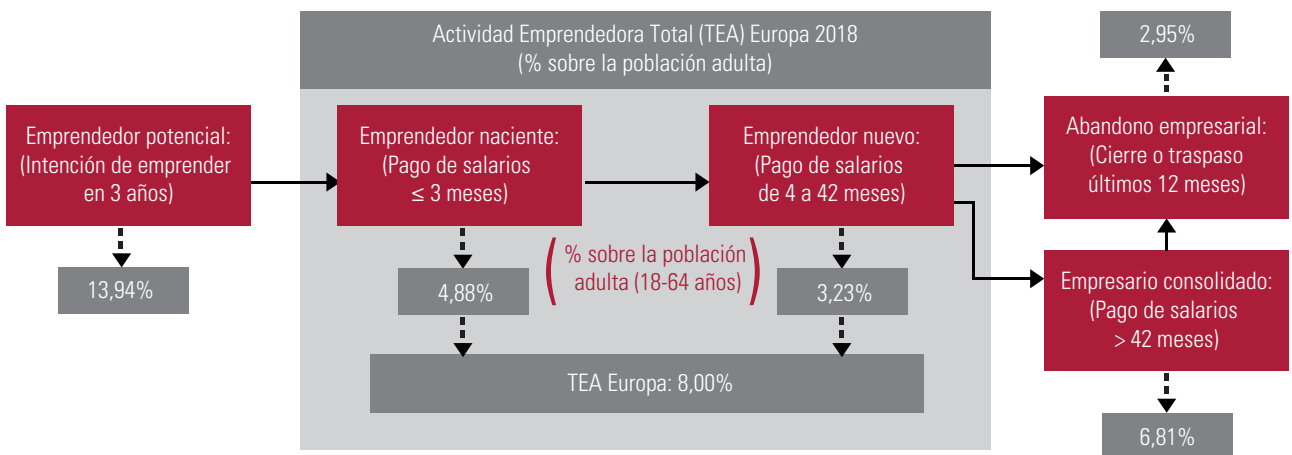 Actividad Emprendedora Total (TEA) Europa 2018
(% sobre la población adulta)
2,95%
Emprendedor potencial:
(Intención de emprender
en 3 años)
Emprendedor naciente:
(Pago de salarios
≤ 3 meses)
Emprendedor nuevo:
(Pago de salarios
de 4 a 42 meses)
Abandono empresarial:
(Cierre o traspaso
últimos 12 meses)
13,94%
4,88%
(% sobre la población
adulta (18-64 años))
3,23%
Empresario consolidado:
(Pago de salarios
> 42 meses)
TEA Europa: 8,00%
6,81%